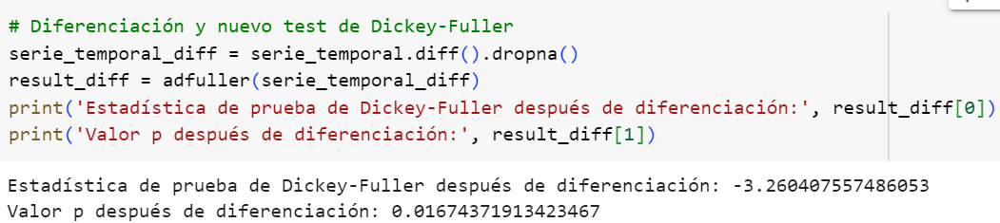 # Diferenciación y nuevo test de Dickey-Fuller
serie_temporal_diff = serie_temporal.diff().dropna()
result_diff = adfuller(serie_temporal_diff)
print('Estadística de prueba de Dickey-Fuller después de diferenciación:', result_diff[0])
print('Valor p después de diferenciación:', result_diff[1])
Estadística de prueba de Dickey-Fuller después de diferenciación: -3.260407557486053
Valor p después de diferenciación: 0.01674371913423467